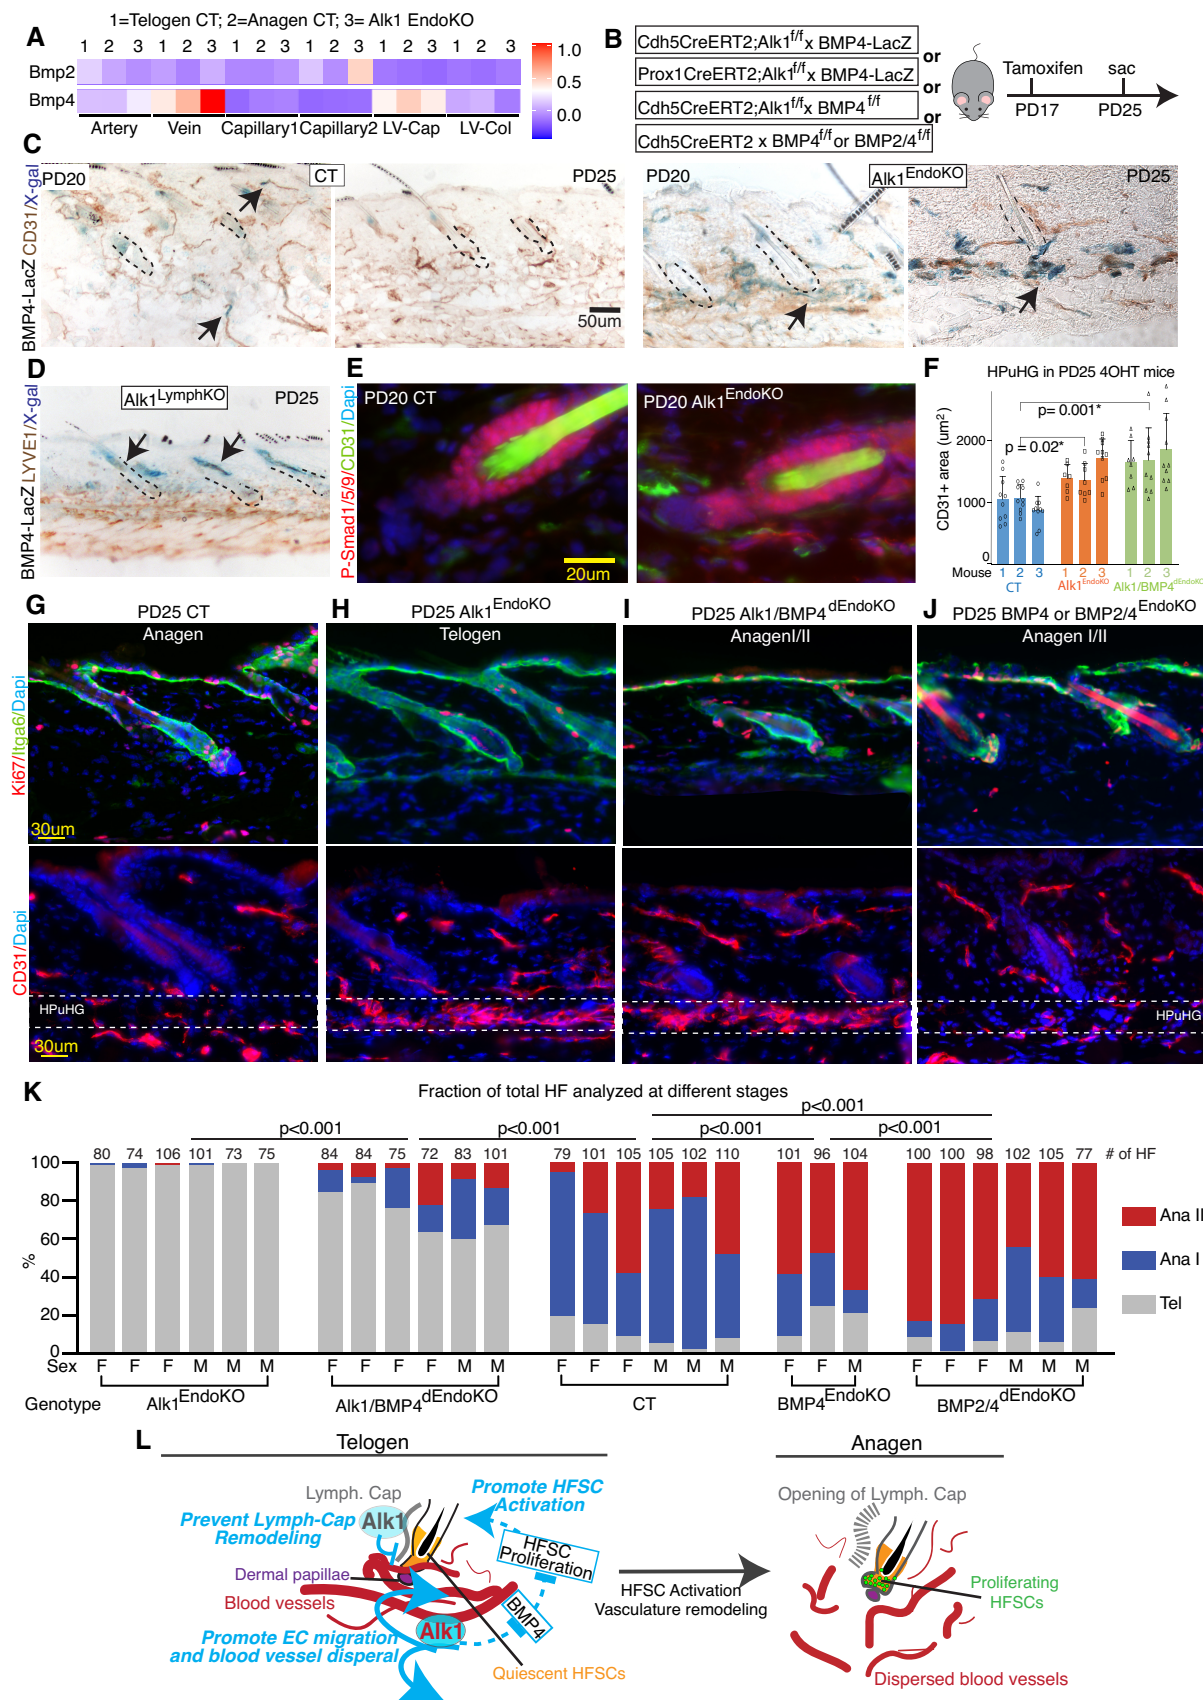 1=Telogen CT; 2=Anagen CT; 3= Alk1 EndoKO
A
1 2 3 1 2 3 1 2 3 1 2 3 1 2 3 1 2 3
Bmp2
Bmp4
Artery Vein Capillary1 Capillary2 LV-Cap LV-Col
1.0
0.5
0.0
B
Cdh5CreERT2;Alk1f/f x BMP4-LacZ or
Prox1CreERT2;Alk1f/f x BMP4-LacZ or
Cdh5CreERT2;Alk1f/f x BMP4f/f or
Cdh5CreERT2 x BMP4f/f or BMP2/4f/f
Tamoxifen sac
PD17 PD25
C
BMP4-LacZ CD31/X-gal
PD20 CT PD25
50um
PD20 Alk1EndoKO PD25
D
BMP4-LacZ LYVE1/X-gal
Alk1LymphKO PD25
E
P-Smad1/5/9/CD31/Dapi
PD20 CT
20um
PD20 Alk1EndoKO
F
HPuHG in PD25 4OHT mice
CD31+ area (um2)
2000
1000
0
p= 0.001*
p= 0.02*
Mouse 1 2 3 1 2 3 1 2 3
CT Alk1EndoKO Alk1/BMP4dEndoKO
G PD25 CT
Anagen
H PD25 Alk1EndoKO
Telogen
I PD25 Alk1/BMP4dEndoKO
AnagenI/II
J PD25 BMP4 or BMP2/4EndoKO
Anagen I/II
Ki67/Itga6/Dapi
30um
CD31/Dapi
HPuHG
30um
HPuHG
K
Fraction of total HF analyzed at different stages
p<0.001
p<0.001 p<0.001 p<0.001 p<0.001
80 74 106 101 73 75 84 84 75 72 83 101 79 101 105 105 102 110 101 96 104 100 100 98 102 105 77 # of HF
%
100
80
60
40
20
0
Ana II
Ana I
Tel
Sex F F F M M M F F F F M M F F F M M M F F M F F F M M M
Genotype Alk1EndoKO Alk1/BMP4dEndoKO CT BMP4EndoKO BMP2/4dEndoKO
L
Telogen
Lymph. Cap
Prevent Lymph-Cap
Remodeling
Alk1
Promote HFSC
Activation
HFSC
Proliferation
BMP4
Dermal papillae
Blood vessels
Alk1
Promote EC migration
and blood vessel disperal
Quiescent HFSCs
HFSC Activation
Vasculature remodeling
Anagen
Opening of Lymph. Cap
Proliferating
HFSCs
Dispersed blood vessels